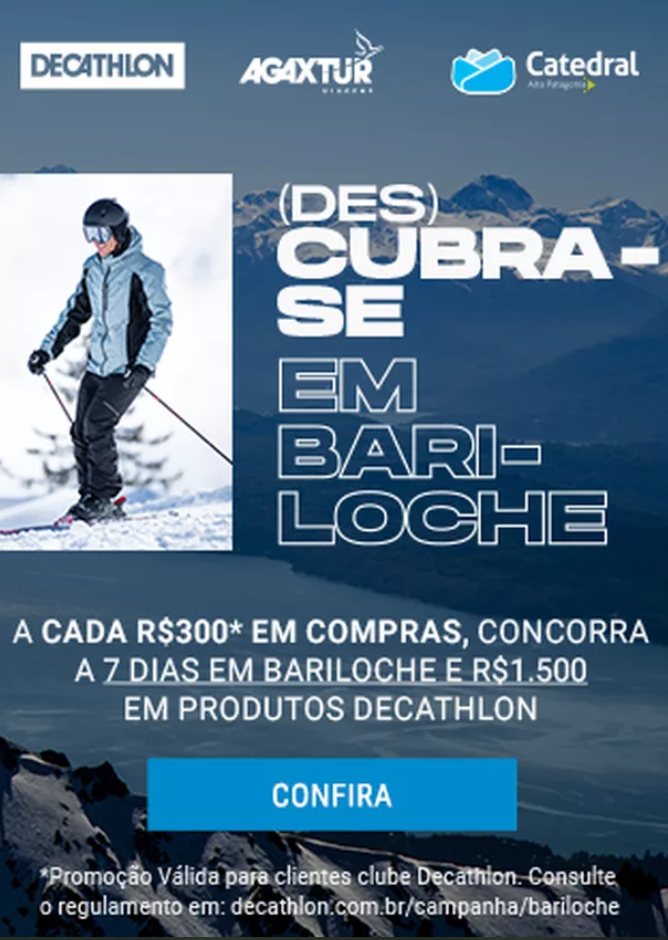 DECATHLON
AGAXTUR
VIAGENS
Catedral
Alta Patagonia
(DES)
CUBRA-
SE
EM
BARI-
LOCHE
A CADA R$300* EM COMPRAS, CONCORRA
A 7 DIAS EM BARILOCHE E R$1.500
EM PRODUTOS DECATHLON
CONFIRA
*Promoção Válida para clientes clube Decathlon. Consulte
o regulamento em: decathlon.com.br/campanha/bariloche